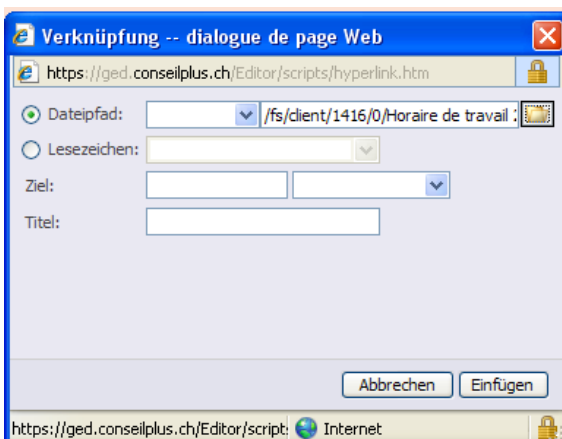 Verknüpfung -- dialogue de page Web
https://ged.conseilplus.ch/Editor/scripts/hyperlink.htm
Dateipfad: /fs/client/1416/0/Horaire de travail
Lesezeichen:
Ziel:
Titel:
Abbrechen Einfügen
https://ged.conseilplus.ch/Editor/script: Internet